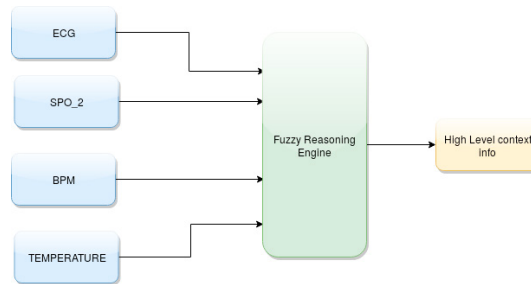 ECG
SPO_2
BPM
TEMPERATURE
Fuzzy Reasoning
Engine
High Level context
info